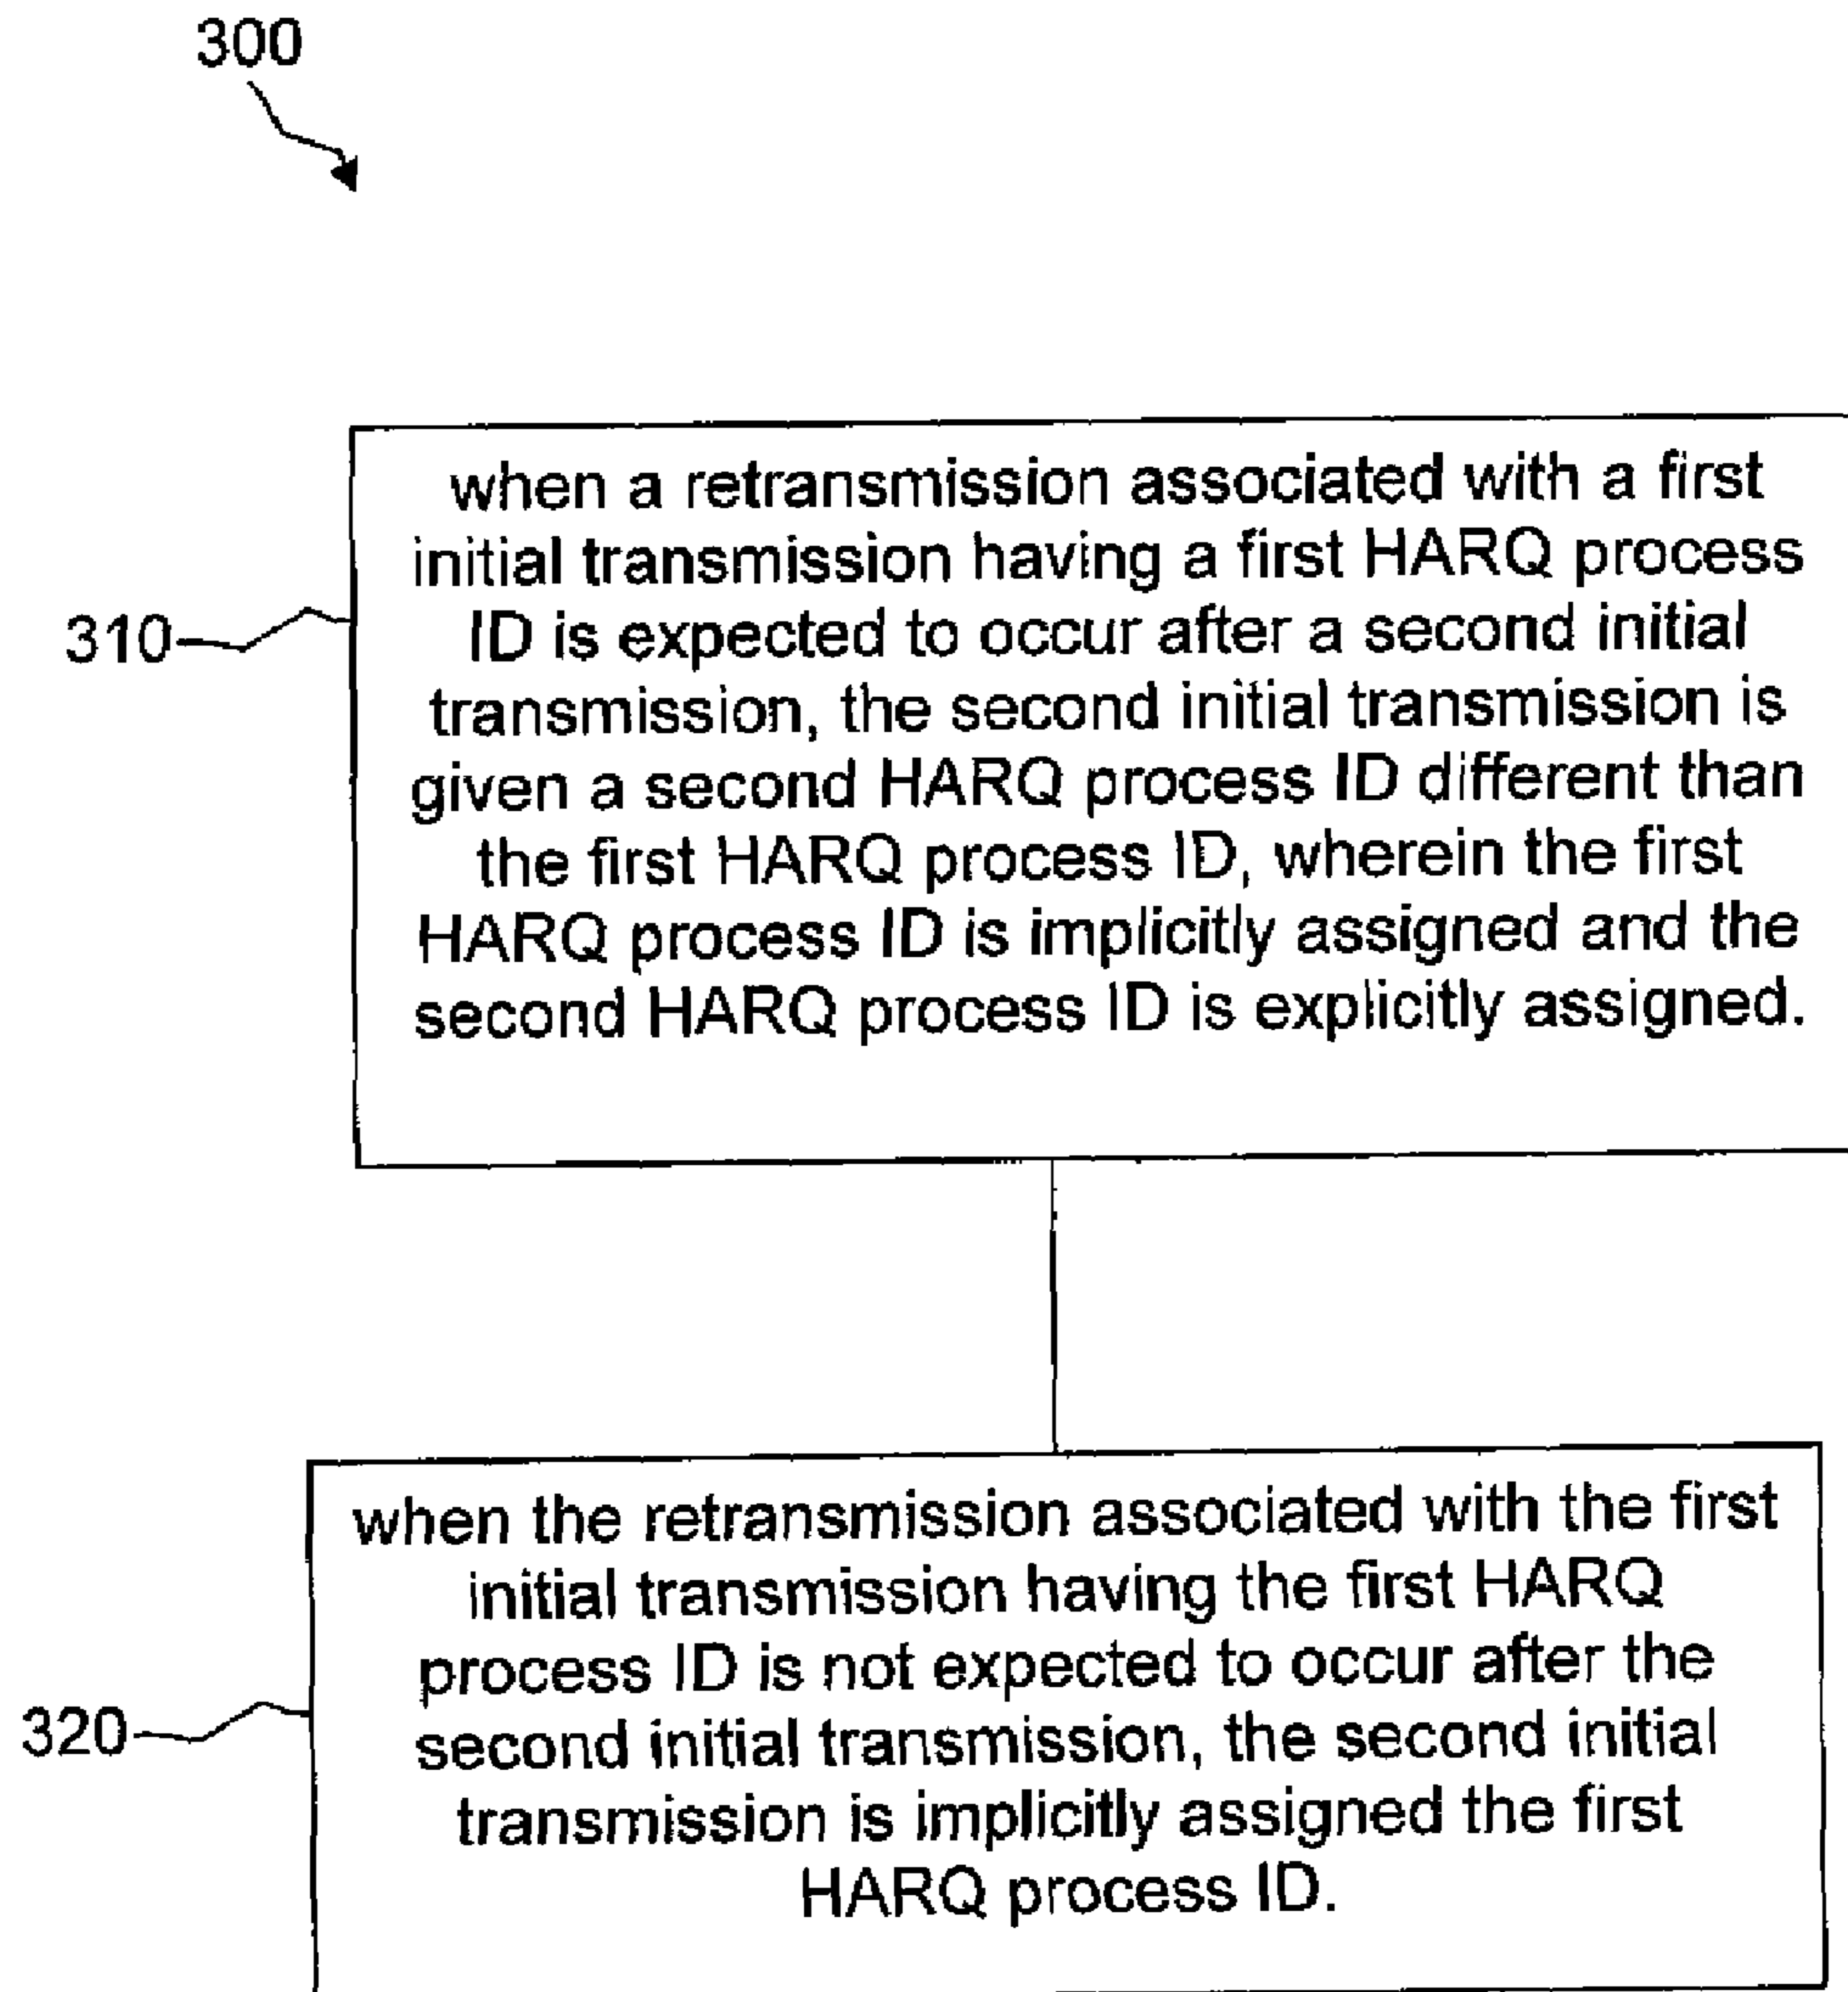 300
when a retransmission associated with a first
initial transmission having a first HARQ process
ID is expected to occur after a second initial
transmission, the second initial transmission is
given a second HARQ process ID different than
the first HARQ process ID, wherein the first
HARQ process ID is implicitly assigned and the
second HARQ process ID is explicitly assigned.
310
when the retransmission associated with the first
initial transmission having the first HARQ
process ID is not expected to occur after the
second initial transmission, the second initial
transmission is implicitly assigned the first
HARQ process ID.
320